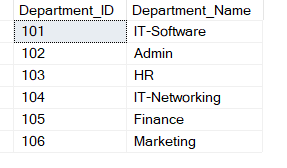 Department_ID Department_Name
101 IT-Software
102 Admin
103 HR
104 IT-Networking
105 Finance
106 Marketing